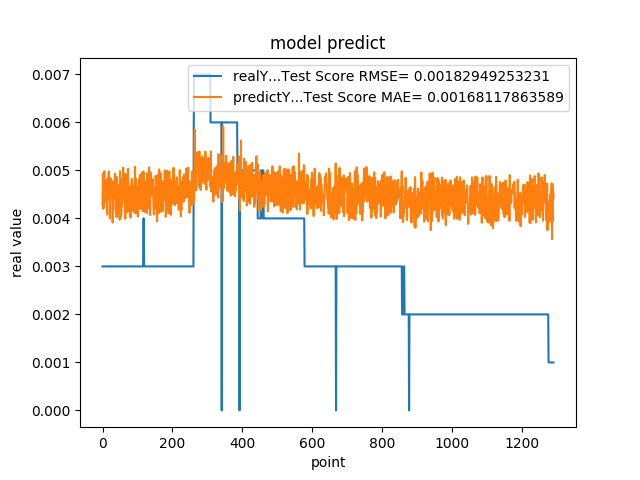 model predict
realY...Test Score RMSE= 0.00182949253231
predictY...Test Score MAE= 0.00168117863589
0.007
0.006
0.005
0.004
0.003
0.002
0.001
0.000
real value
0 200 400 600 800 1000 1200
point